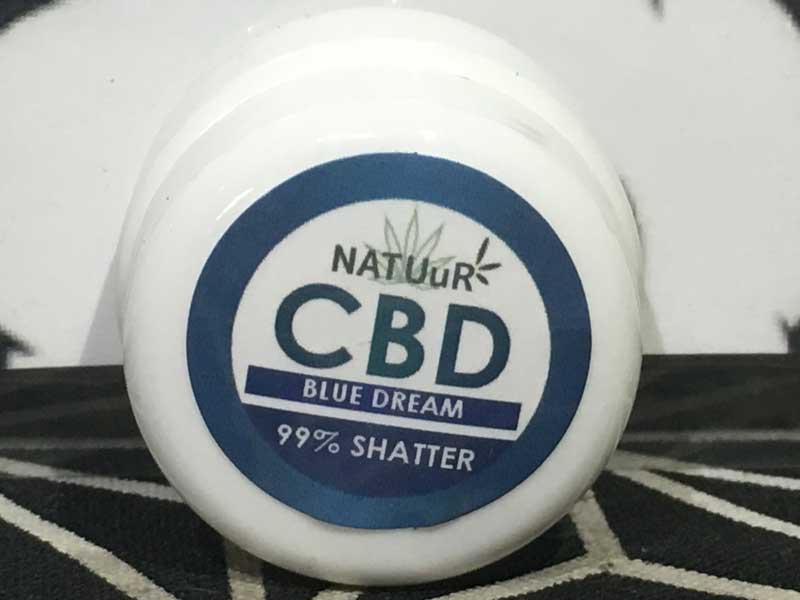 NATUuR
CBD
BLUE DREAM
99% SHATTER